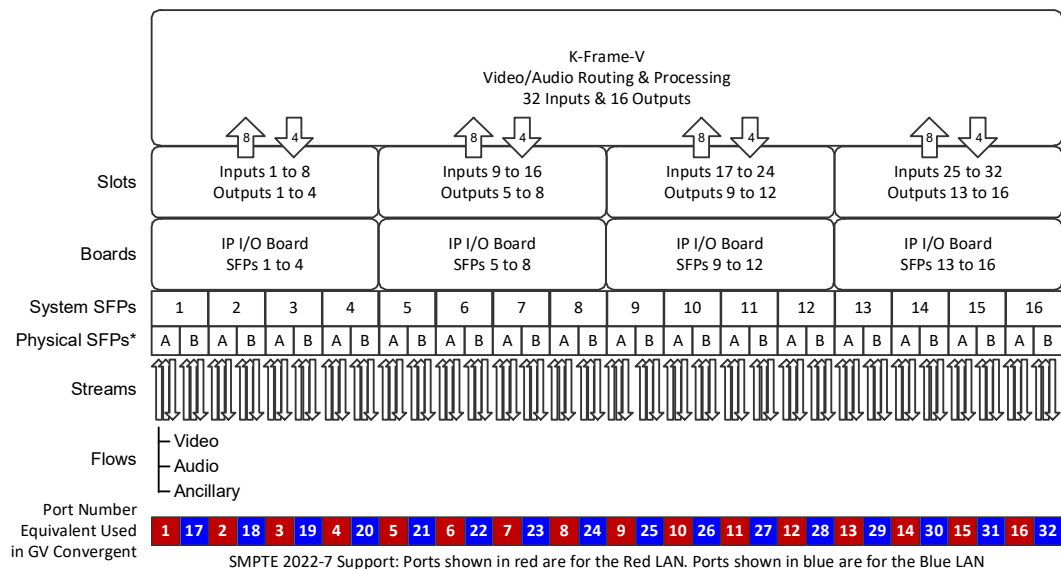 K-Frame-V
Video/Audio Routing & Processing
32 Inputs & 16 Outputs
8 4 8 4 8 4 8 4
Slots
Inputs 1 to 8
Outputs 1 to 4
Inputs 9 to 16
Outputs 5 to 8
Inputs 17 to 24
Outputs 9 to 12
Inputs 25 to 32
Outputs 13 to 16
Boards
IP I/O Board
SFPs 1 to 4
IP I/O Board
SFPs 5 to 8
IP I/O Board
SFPs 9 to 12
IP I/O Board
SFPs 13 to 16
System SFPs 1 2 3 4 5 6 7 8 9 10 11 12 13 14 15 16
Physical SFPs* A B A B A B A B A B A B A B A B A B A B A B A B A B A B A B A B
Streams
Flows
Video
Audio
Ancillary
Port Number
Equivalent Used
in GV Convergent
1 17 2 18 3 19 4 20 5 21 6 22 7 23 8 24 9 25 10 26 11 27 12 28 13 29 14 30 15 31 16 32
SMPTE 2022-7 Support: Ports shown in red are for the Red LAN. Ports shown in blue are for the Blue LAN